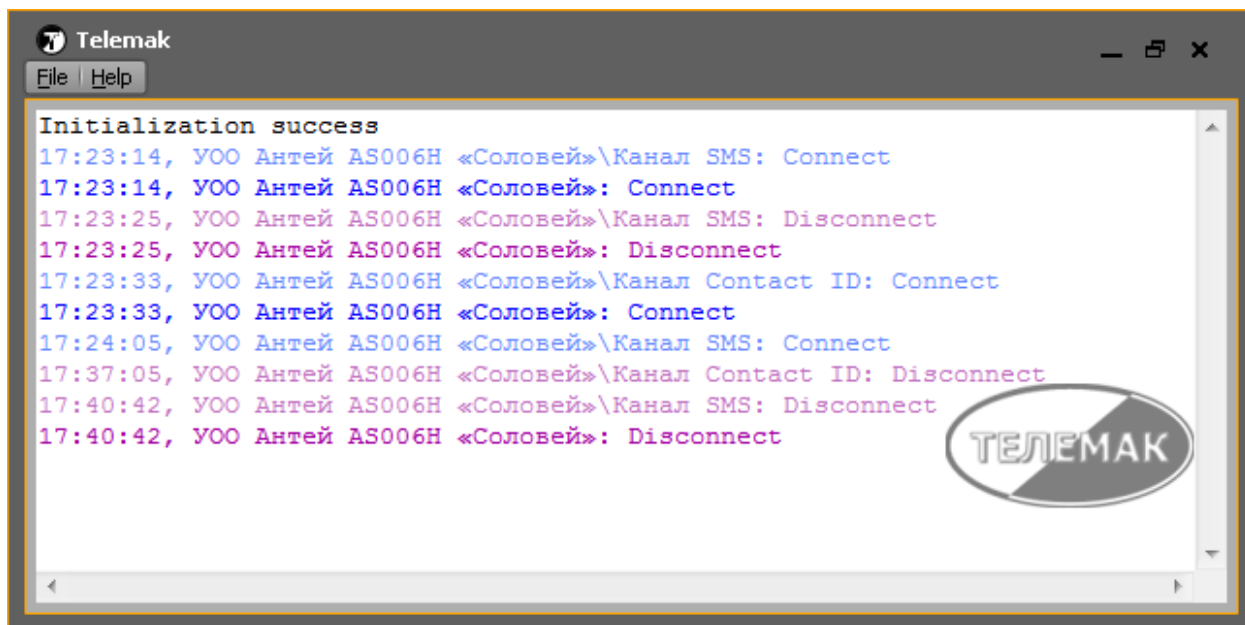 Telemak
File Help
Initialization success
17:23:14, УОО Антей AS006H «Соловей»\Канал SMS: Connect
17:23:14, УОО Антей AS006H «Соловей»: Connect
17:23:25, УОО Антей AS006H «Соловей»\Канал SMS: Disconnect
17:23:25, УОО Антей AS006H «Соловей»: Disconnect
17:23:33, УОО Антей AS006H «Соловей»\Канал Contact ID: Connect
17:23:33, УОО Антей AS006H «Соловей»: Connect
17:24:05, УОО Антей AS006H «Соловей»\Канал SMS: Connect
17:37:05, УОО Антей AS006H «Соловей»\Канал Contact ID: Disconnect
17:40:42, УОО Антей AS006H «Соловей»\Канал SMS: Disconnect
17:40:42, УОО Антей AS006H «Соловей»: Disconnect
ТЕЛЕМАК